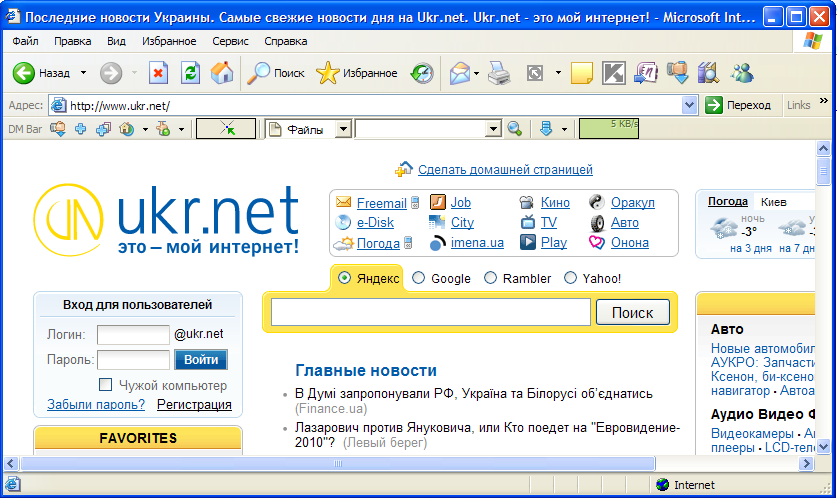 Последние новости Украины. Самые свежие новости дня на Ukr.net. Ukr.net - это мой интернет! - Microsoft Int...
Файл Правка Вид Избранное Сервис Справка
Назад Поиск Избранное
Адрес: http://www.ukr.net/ Переход Links »
DM Bar Файлы 5 KB/s
Сделать домашней страницей
ukr.net
это – мой интернет!
Freemail Job Кино Оракул
e-Disk City TV Авто
Погода imena.ua Play Онона
Погода Киев
ночь у
-3° -
на 3 дня на 7 д
Яндекс Google Rambler Yahoo!
Поиск
Вход для пользователей
Логин: @ukr.net
Пароль: Войти
Чужой компьютер
Забыли пароль? Регистрация
FAVORITES
Главные новости
В Думі запропонували РФ, Україна та Білорусі об’єднатись
(Finance.ua)
Лазарович против Януковича, или Кто поедет на "Евровидение-
2010"? (Левый берег)
Авто
Новые автомобил
АУКРО: Запчасти
Ксенон, би-ксено
навигатор • Автоа
Аудио Видео Ф
Видеокамеры • А
плееры • LCD-теле
Internet